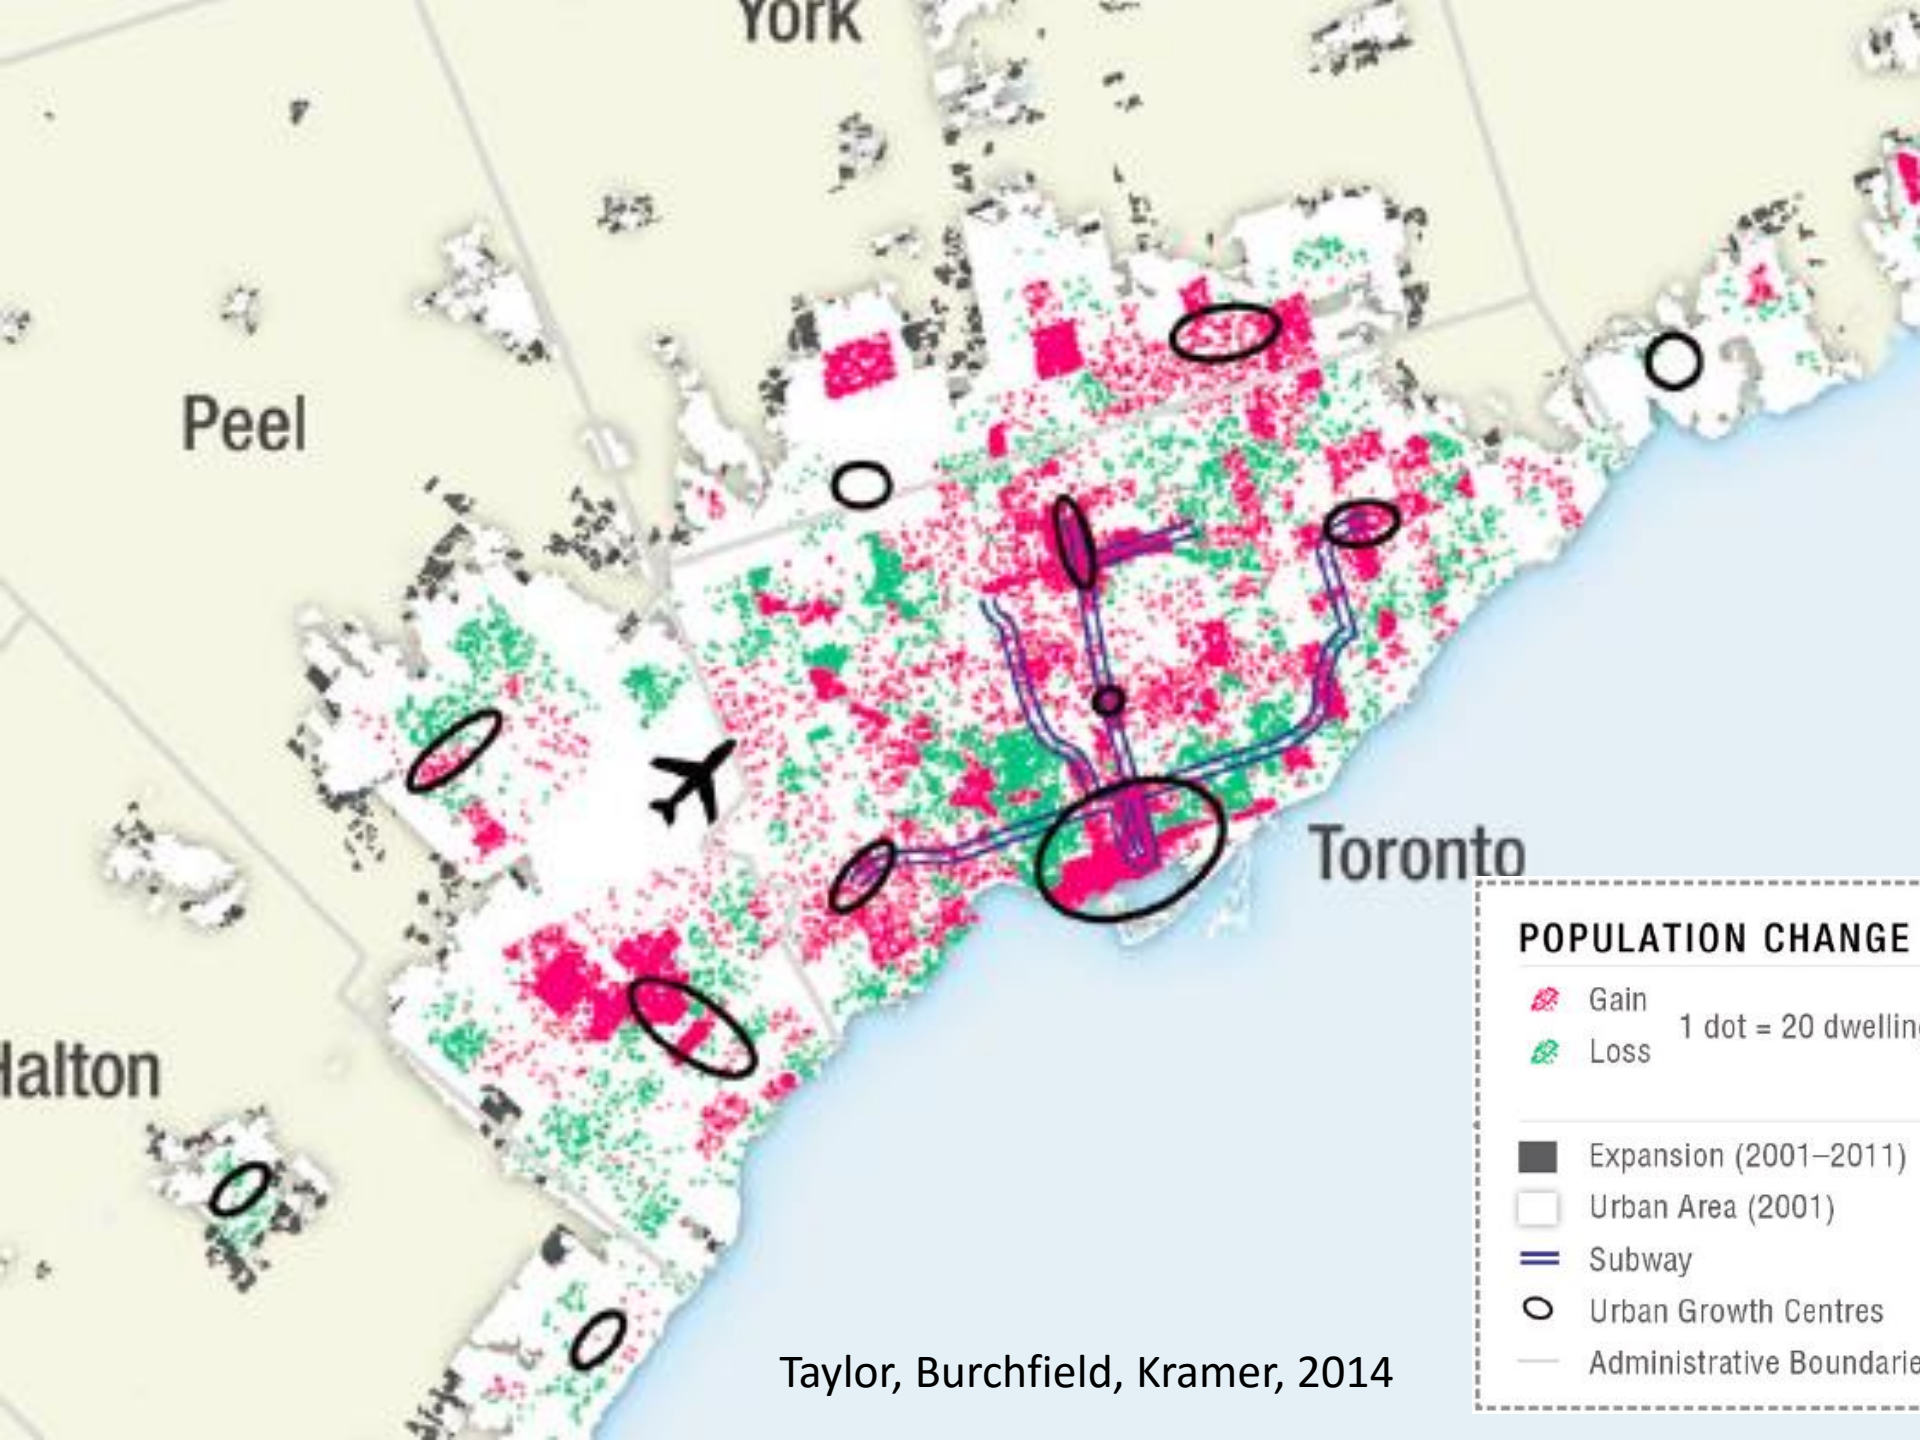 York
Peel
Toronto
Halton
POPULATION CHANGE
Gain
1 dot = 20 dwelling
Loss
Expansion (2001–2011)
Urban Area (2001)
Subway
Urban Growth Centres
Administrative Boundarie
Taylor, Burchfield, Kramer, 2014